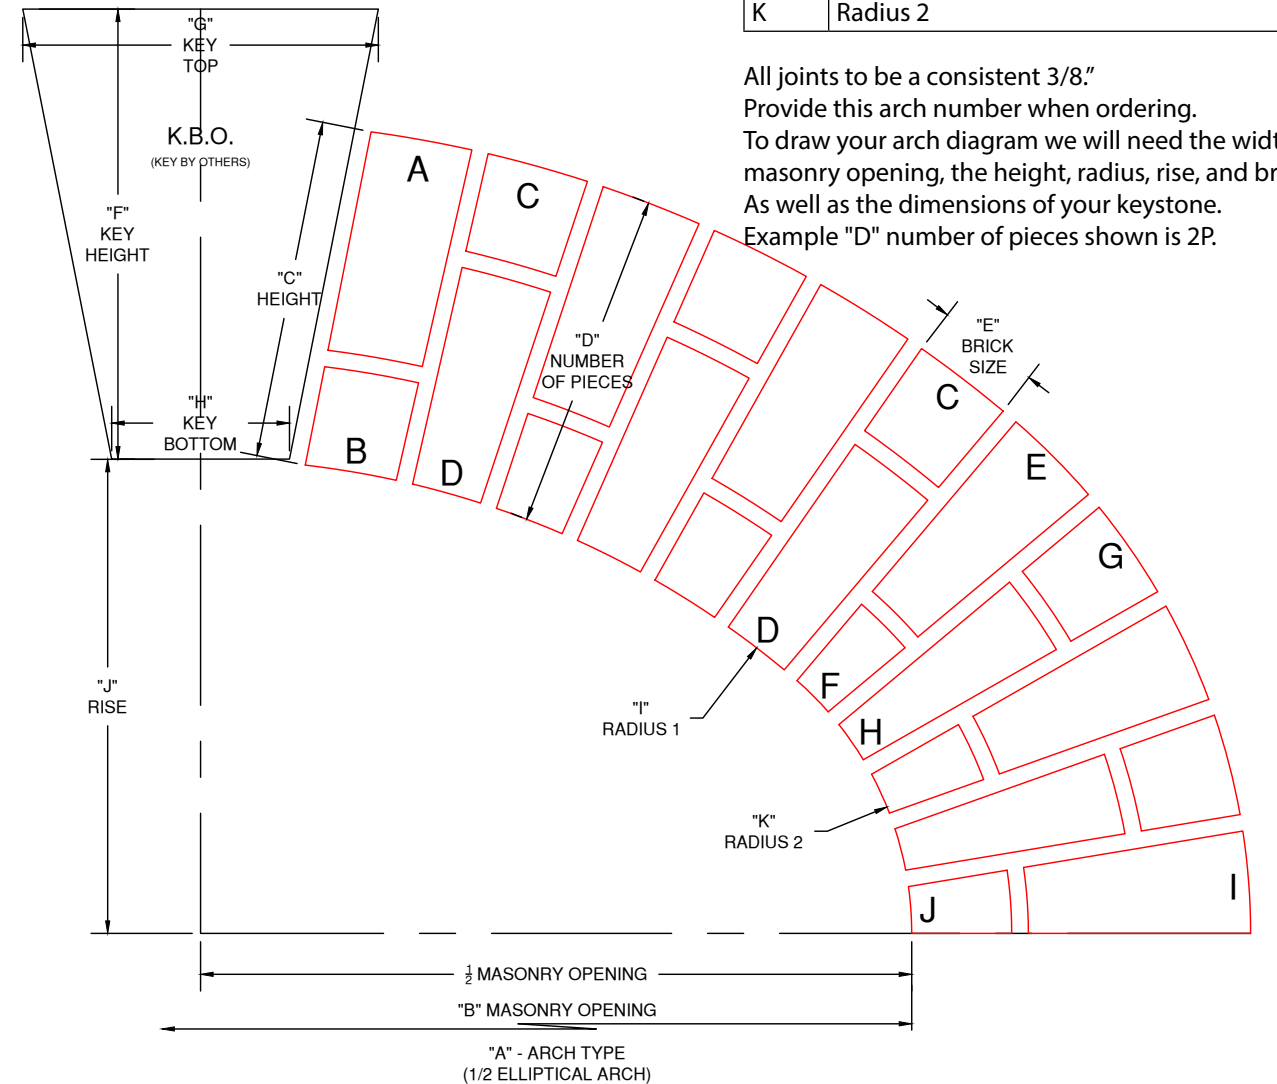 K Radius 2
All joints to be a consistent 3/8."
Provide this arch number when ordering.
To draw your arch diagram we will need the
masonry opening, the height, radius, rise, and
As well as the dimensions of your keystone.
Example "D" number of pieces shown is 2P.
"G"
KEY
TOP
K.B.O.
(KEY BY OTHERS)
"F"
KEY
HEIGHT
"C"
HEIGHT
"H"
KEY
BOTTOM
"D"
NUMBER
OF PIECES
"E"
BRICK
SIZE
A
C
B
D
C
E
G
D
F
H
J
I
"J"
RISE
"I"
RADIUS 1
"K"
RADIUS 2
1/2 MASONRY OPENING
"B" MASONRY OPENING
"A" - ARCH TYPE
(1/2 ELLIPTICAL ARCH)